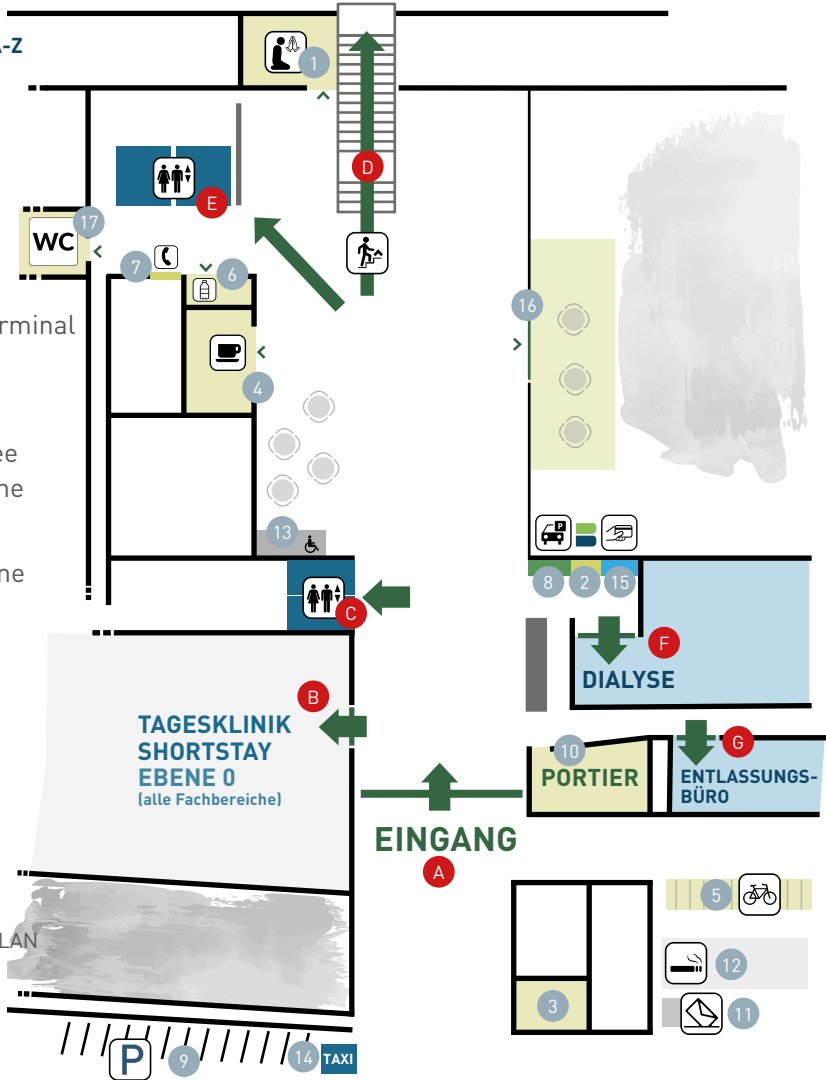 A-Z
1
D
E
17
WC
7
6
16
rminal
4
ee
ne
13
ne
P
8
2
15
C
F
DIALYSE
B
TAGESKLINIK
SHORTSTAY
EBENE 0
(alle Fachbereiche)
G
10
PORTIER
ENTLASSUNGS-
BÜRO
EINGANG
A
5
LAN
12
3
11
P
9
14
TAXI